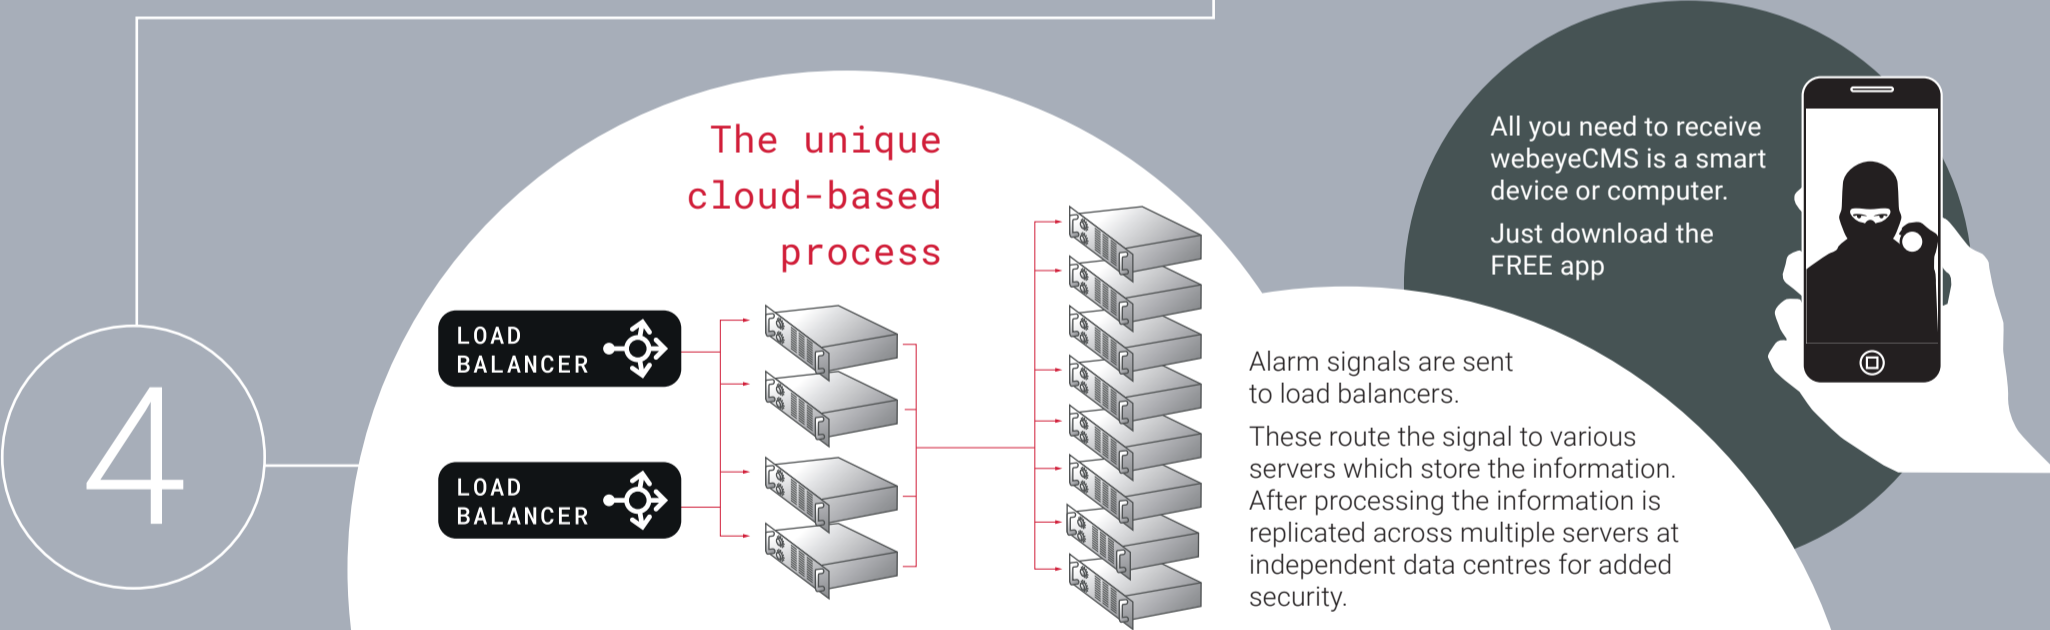 4
The unique
cloud-based
process
LOAD
BALANCER
LOAD
BALANCER
Alarm signals are sent
to load balancers.
These route the signal to various
servers which store the information.
After processing the information is
replicated across multiple servers at
independent data centres for added
security.
All you need to receive
webeyeCMS is a smart
device or computer.
Just download the
FREE app